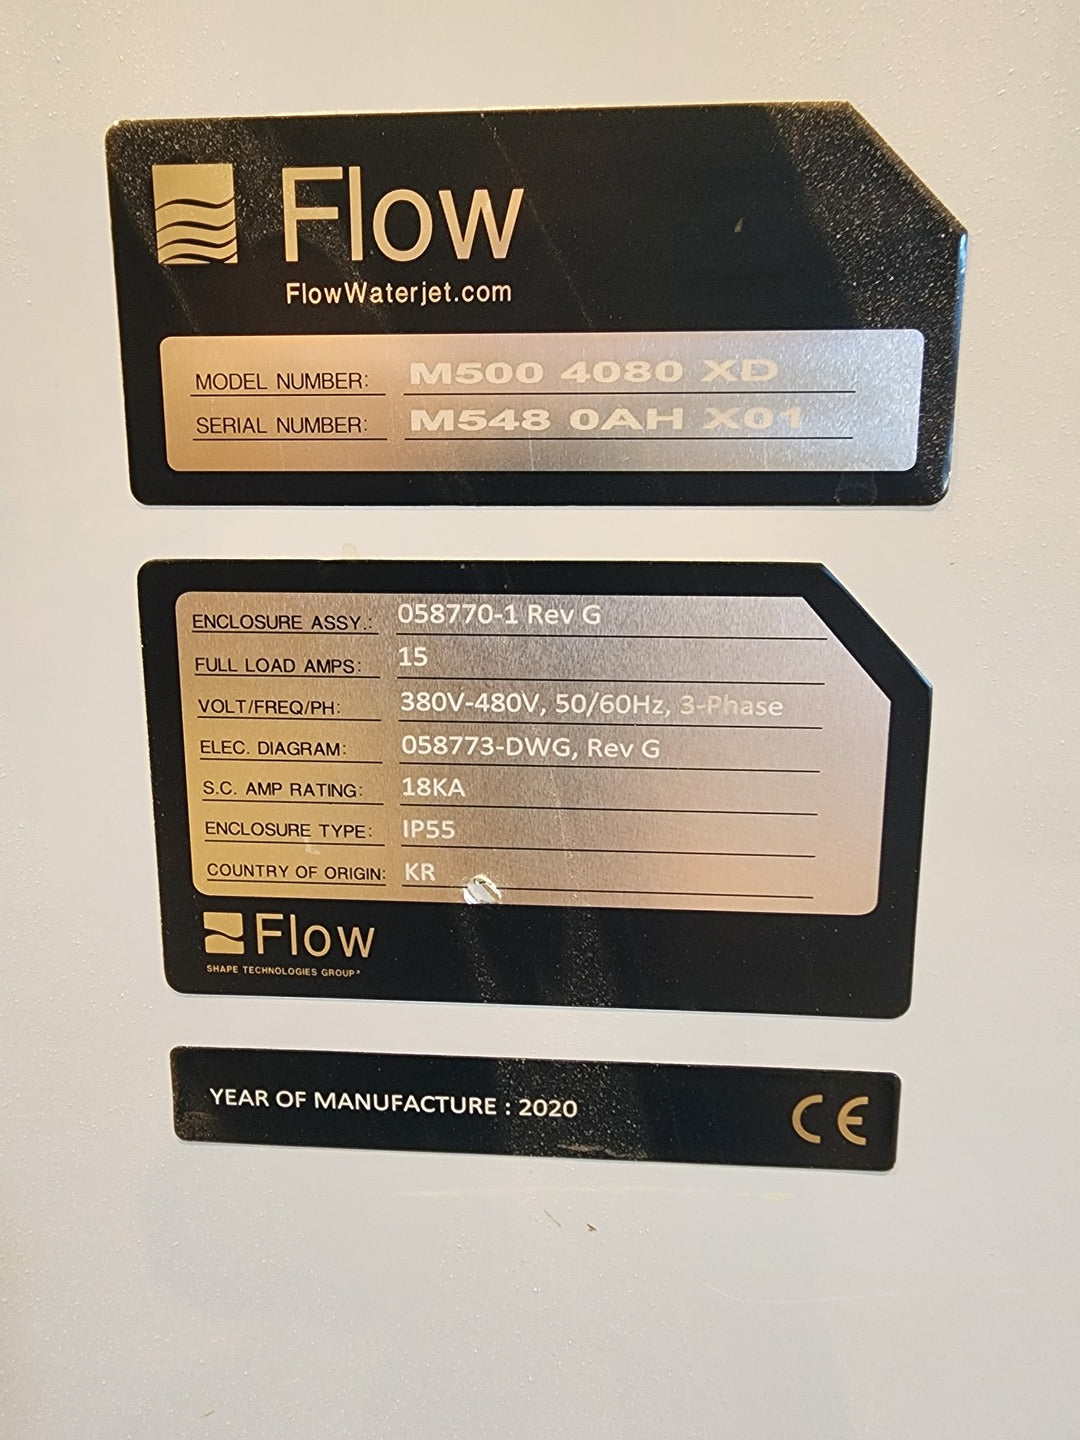 Flow
FlowWaterjet.com
MODEL NUMBER: M500 4080 XD
SERIAL NUMBER: M548 0AH X01
ENCLOSURE ASSY.: 058770-1 Rev G
FULL LOAD AMPS: 15
VOLT/FREQ/PH: 380V-480V, 50/60Hz, 3-Phase
ELEC. DIAGRAM: 058773-DWG, Rev G
S.C. AMP RATING: 18KA
ENCLOSURE TYPE: IP55
COUNTRY OF ORIGIN: KR
Flow
SHAPE TECHNOLOGIES GROUP®
YEAR OF MANUFACTURE : 2020 CE